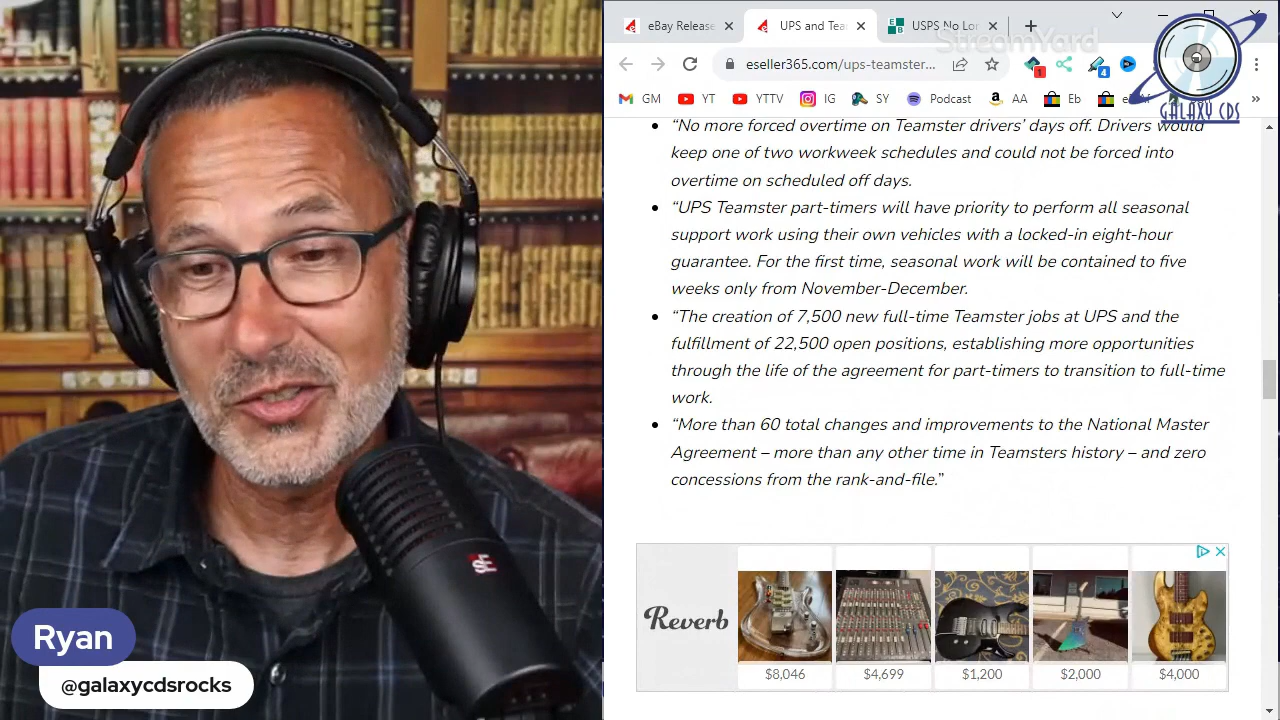 eBay Release
UPS and Tea
USPS No Lo
StreamYard
eseller365.com/ups-teamster...
1
4
GM
YT
YTTV
IG
SY
Podcast
AA
Eb
GALAXY CDS
“No more forced overtime on Teamster drivers’ days off. Drivers would
keep one of two workweek schedules and could not be forced into
overtime on scheduled off days.
“UPS Teamster part-timers will have priority to perform all seasonal
support work using their own vehicles with a locked-in eight-hour
guarantee. For the first time, seasonal work will be contained to five
weeks only from November-December.
“The creation of 7,500 new full-time Teamster jobs at UPS and the
fulfillment of 22,500 open positions, establishing more opportunities
through the life of the agreement for part-timers to transition to full-time
work.
“More than 60 total changes and improvements to the National Master
Agreement – more than any other time in Teamsters history – and zero
concessions from the rank-and-file.”
Reverb
$8,046
$4,699
$1,200
$2,000
$4,000
sE
Ryan
@galaxycdsrocks